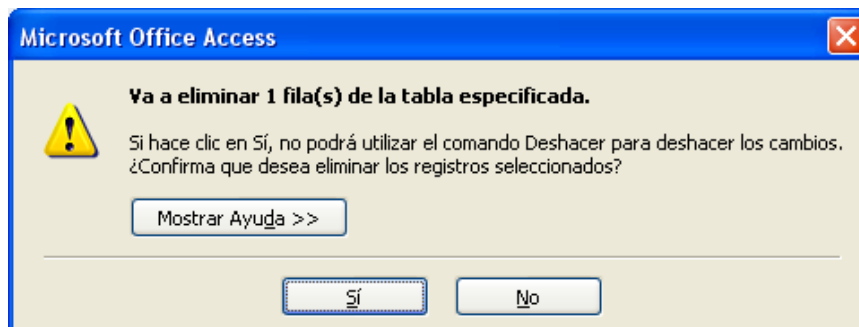 Microsoft Office Access
Va a eliminar 1 fila(s) de la tabla especificada.
Si hace clic en Sí, no podrá utilizar el comando Deshacer para deshacer los cambios.
¿Confirma que desea eliminar los registros seleccionados?
Mostrar Ayuda >>
Sí
No